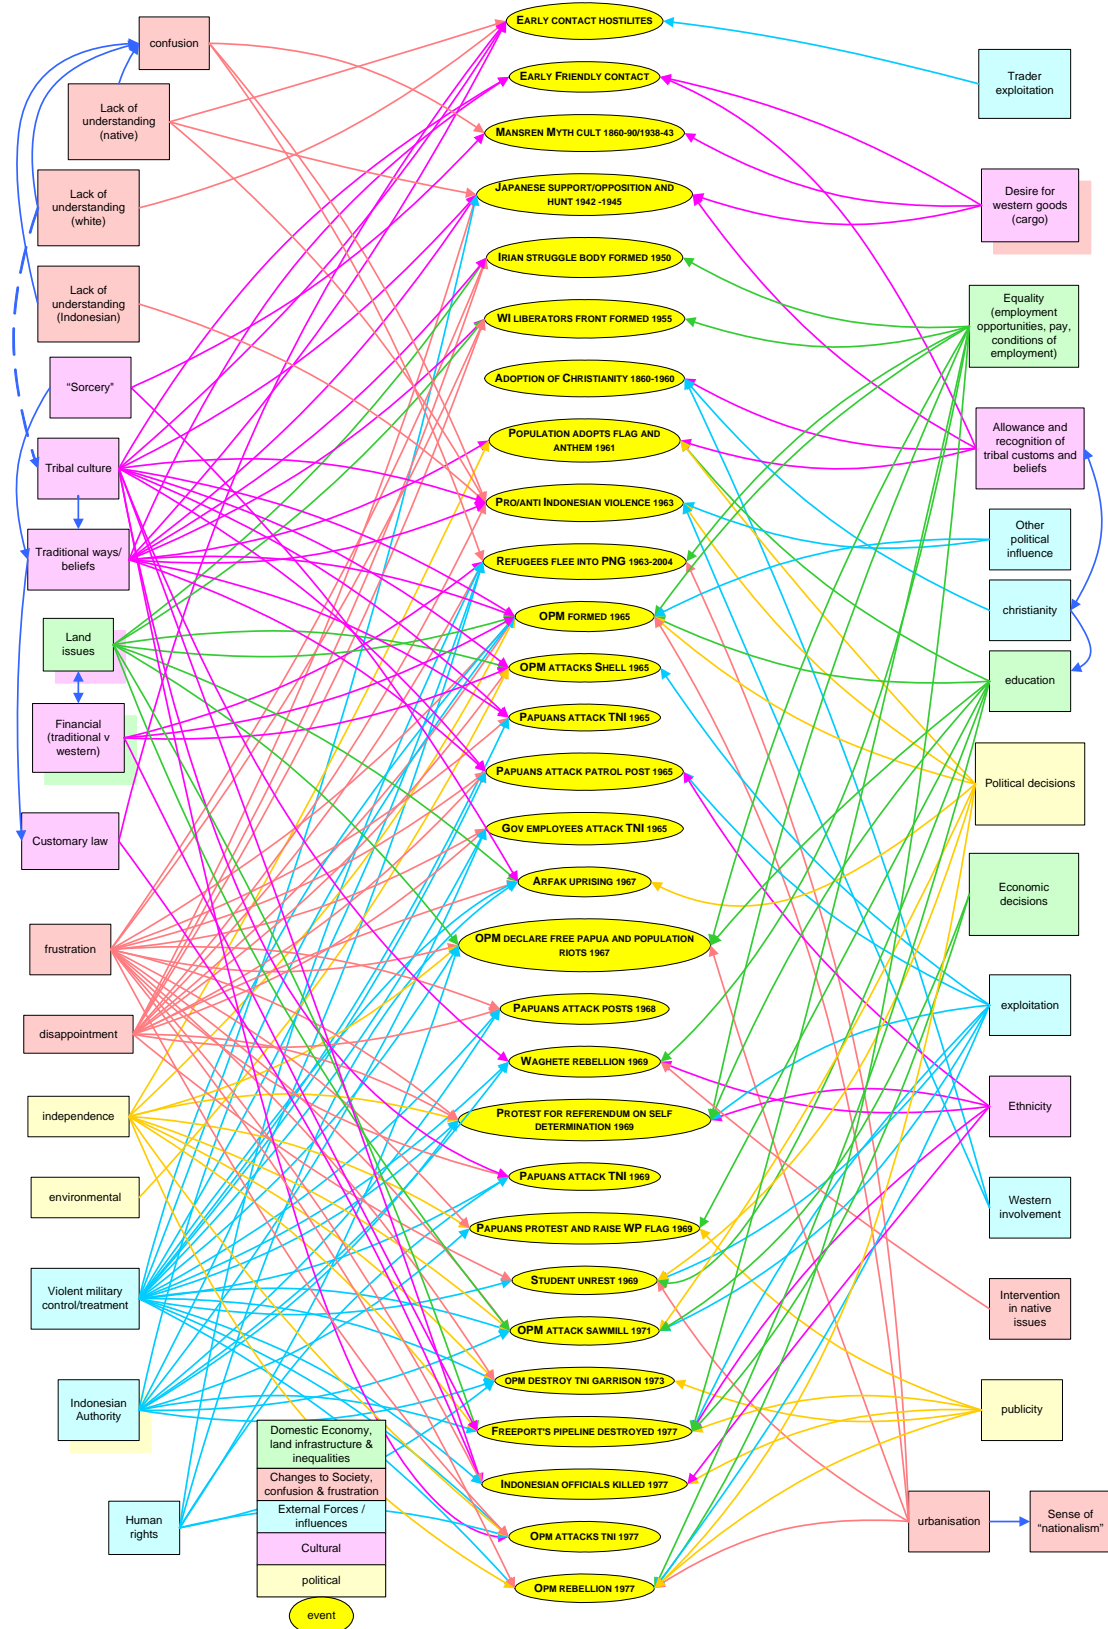 confusion
Lack of
understanding
(native)
Lack of
understanding
(white)
Lack of
understanding
(Indonesian)
“Sorcery”
Tribal culture
Traditional ways/
beliefs
Land
issues
Financial
(traditional v
western)
Customary law
frustration
disappointment
independence
environmental
Violent military
control/treatment
Indonesian
Authority
Human
rights
EARLY CONTACT HOSTILITES
EARLY FRIENDLY CONTACT
MANSREN MYTH CULT 1860-90/1938-43
JAPANESE SUPPORT/OPPOSITION AND
HUNT 1942 -1945
IRIAN STRUGGLE BODY FORMED 1950
WI LIBERATORS FRONT FORMED 1955
ADOPTION OF CHRISTIANITY 1860-1960
POPULATION ADOPTS FLAG AND
ANTHEM 1961
PRO/ANTI INDONESIAN VIOLENCE 1963
REFUGEES FLEE INTO PNG 1963-2004
OPM FORMED 1965
OPM ATTACKS SHELL 1965
PAPUANS ATTACK TNI 1965
PAPUANS ATTACK PATROL POST 1965
GOV EMPLOYEES ATTACK TNI 1965
ARFAK UPRISING 1967
OPM DECLARE FREE PAPUA AND POPULATION
RIOTS 1967
PAPUANS ATTACK POSTS 1968
WAGHETE REBELLION 1969
PROTEST FOR REFERENDUM ON SELF
DETERMINATION 1969
PAPUANS ATTACK TNI 1969
PAPUANS PROTEST AND RAISE WP FLAG 1969
STUDENT UNREST 1969
OPM ATTACK SAWMILL 1971
OPM DESTROY TNI GARRISON 1973
FREEPORT'S PIPELINE DESTROYED 1977
INDONESIAN OFFICIALS KILLED 1977
OPM ATTACKS TNI 1977
OPM REBELLION 1977
Trader
exploitation
Desire for
western goods
(cargo)
Equality
(employment
opportunities, pay,
conditions of
employment)
Allowance and
recognition of
tribal customs and
beliefs
Other
political
influence
christianity
education
Political decisions
Economic
decisions
exploitation
Ethnicity
Western
involvement
Intervention
in native
issues
publicity
urbanisation
Sense of
“nationalism”
Domestic Economy,
land infrastructure &
inequalities
Changes to Society,
confusion & frustration
External Forces /
influences
Cultural
political
event